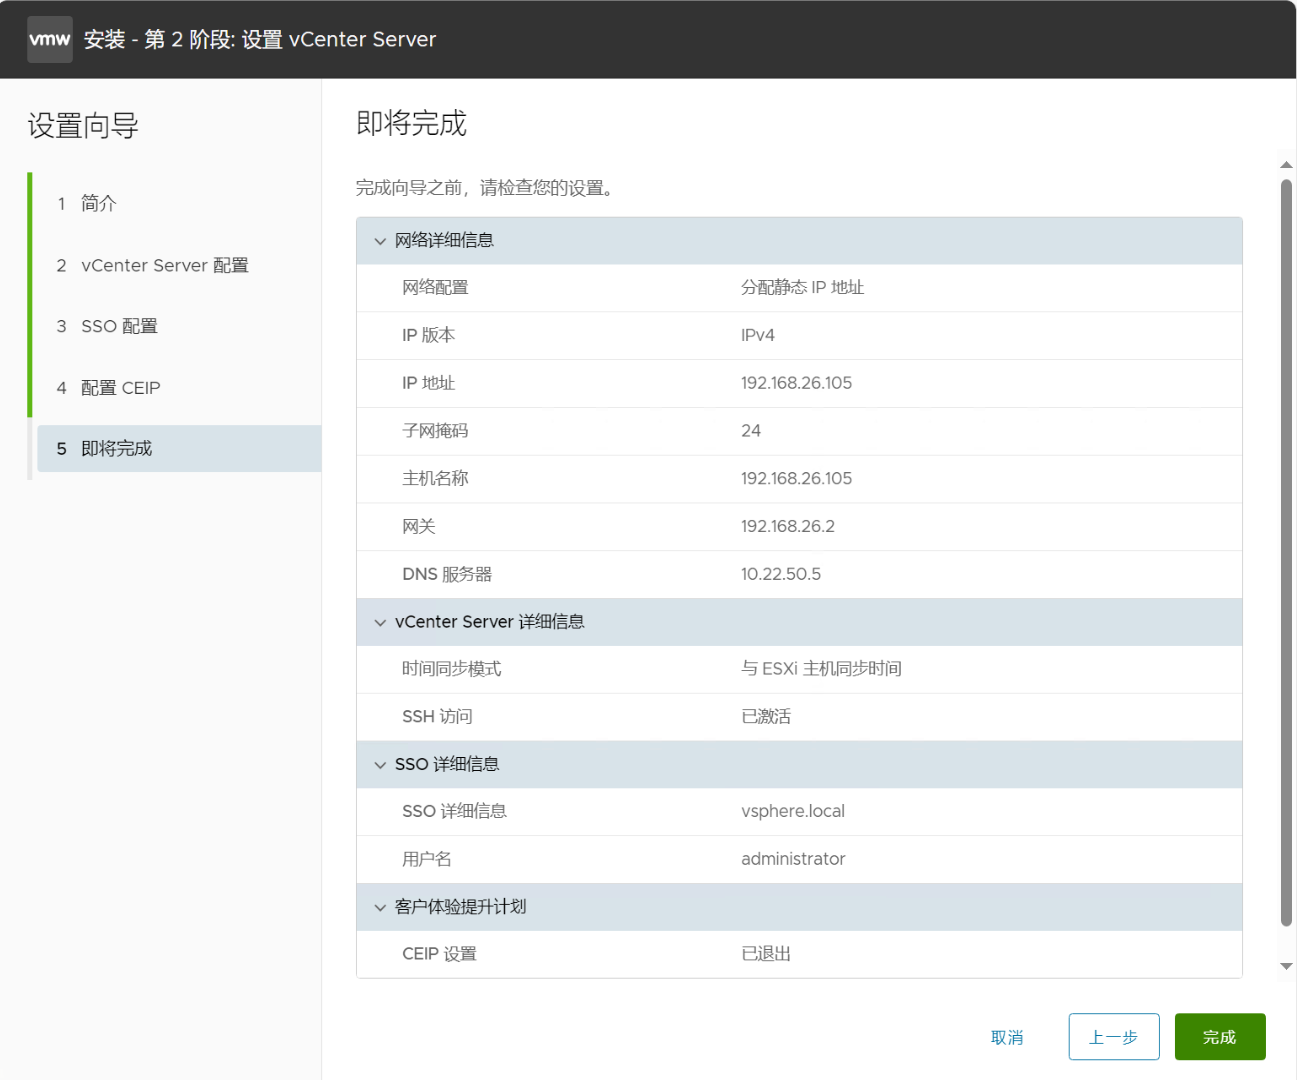 vmw 安装 - 第 2 阶段: 设置 vCenter Server
设置向导
1 简介
2 vCenter Server 配置
3 SSO 配置
4 配置 CEIP
5 即将完成
即将完成
完成向导之前，请检查您的设置。
网络详细信息
网络配置 分配静态 IP 地址
IP 版本 IPv4
IP 地址 192.168.26.105
子网掩码 24
主机名称 192.168.26.105
网关 192.168.26.2
DNS 服务器 10.22.50.5
vCenter Server 详细信息
时间同步模式 与 ESXi 主机同步时间
SSH 访问 已激活
SSO 详细信息
SSO 详细信息 vsphere.local
用户名 administrator
客户体验提升计划
CEIP 设置 已退出
取消 上一步 完成